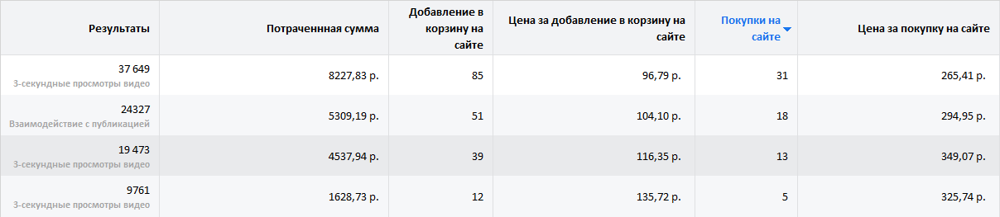 Результаты
Потраченнная сумма
Добавление в
корзину на
сайте
Цена за добавление в корзину на
сайте
Покупки на
сайте
Цена за покупку на сайте
37 649
3-секундные просмотры видео
8227,83 р.
85
96,79 р.
31
265,41 р.
24327
Взаимодействие с публикацией
5309,19 р.
51
104,10 р.
18
294,95 р.
19 473
3-секундные просмотры видео
4537,94 р.
39
116,35 р.
13
349,07 р.
9761
3-секундные просмотры видео
1628,73 р.
12
135,72 р.
5
325,74 р.